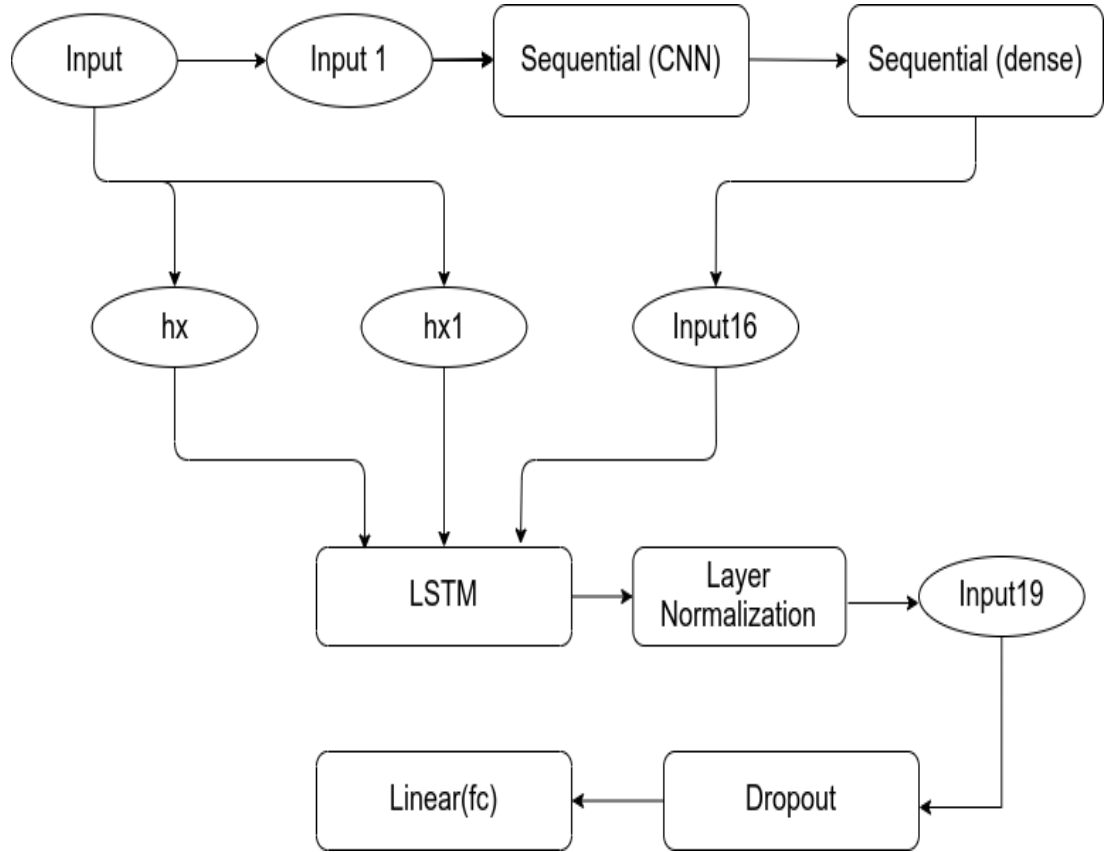 Input
Input 1
Sequential (CNN)
Sequential (dense)
hx
hx1
Input16
LSTM
Layer
Normalization
Input19
Linear(fc)
Dropout